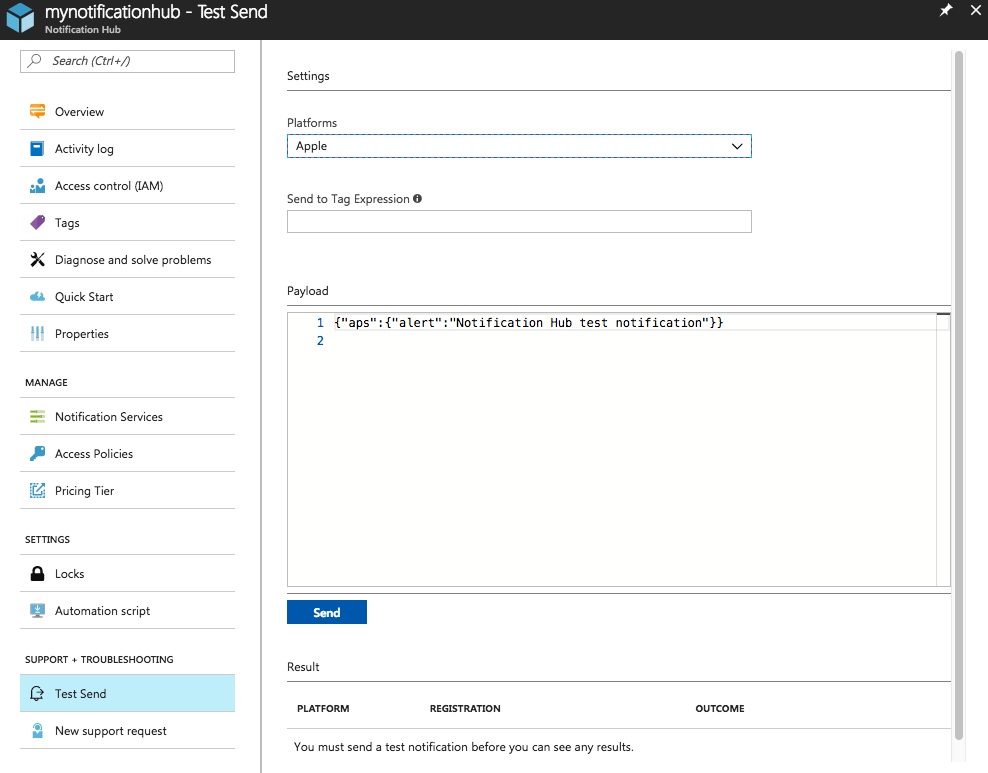 mynotificationhub - Test Send
Notification Hub
Search (Ctrl+/)
Overview
Activity log
Access control (IAM)
Tags
Diagnose and solve problems
Quick Start
Properties
MANAGE
Notification Services
Access Policies
Pricing Tier
SETTINGS
Locks
Automation script
SUPPORT + TROUBLESHOOTING
Test Send
New support request
Settings
Platforms
Apple
Send to Tag Expression
Payload
1 {"aps":{"alert":"Notification Hub test notification"}}
2
Send
Result
PLATFORM REGISTRATION OUTCOME
You must send a test notification before you can see any results.